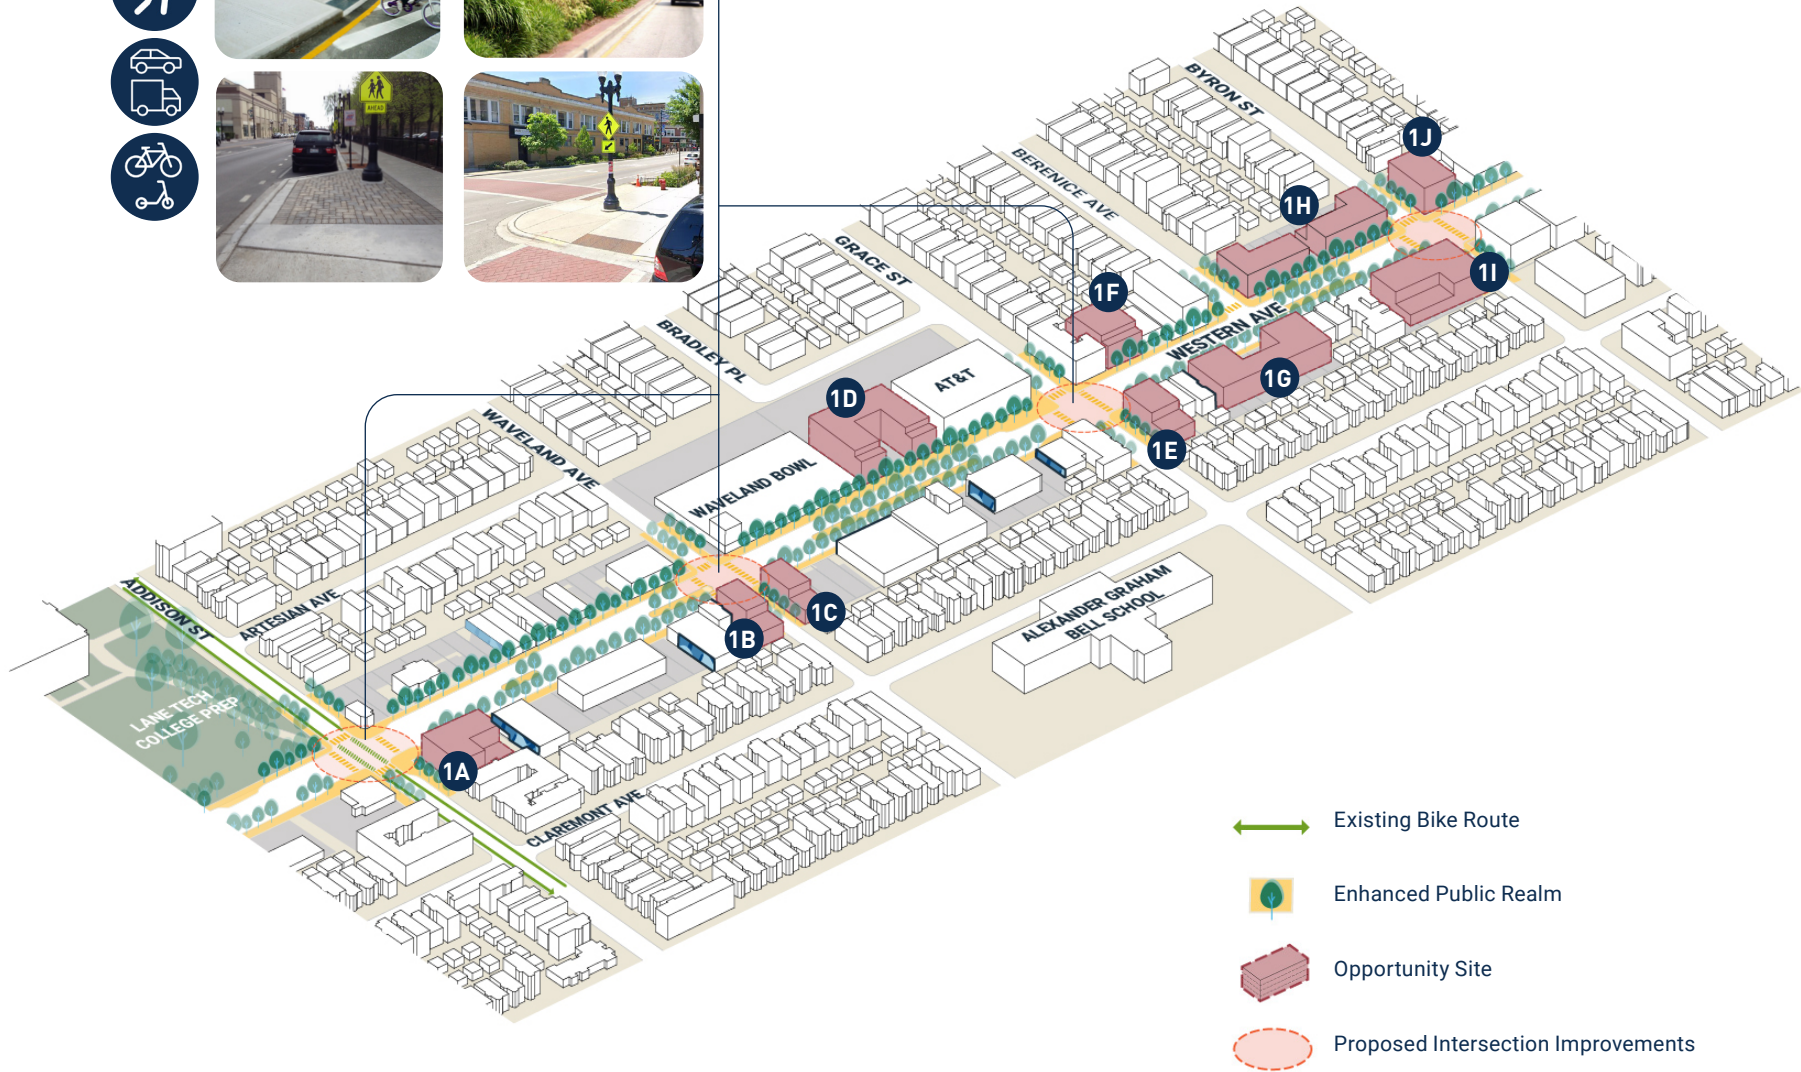 AHEAD
BYRON ST
1J
BERENICE AVE
1H
GRACE ST
1I
1F
WESTERN AVE
BRADLEY PL
AT&T
1G
1D
WAVELAND AVE
1E
WAVELAND BOWL
ADDISON ST
ARTESIAN AVE
1C
1B
ALEXANDER GRAHAM
BELL SCHOOL
LANE TECH
COLLEGE PREP
1A
CLAREMONT AVE
Existing Bike Route
Enhanced Public Realm
Opportunity Site
Proposed Intersection Improvements